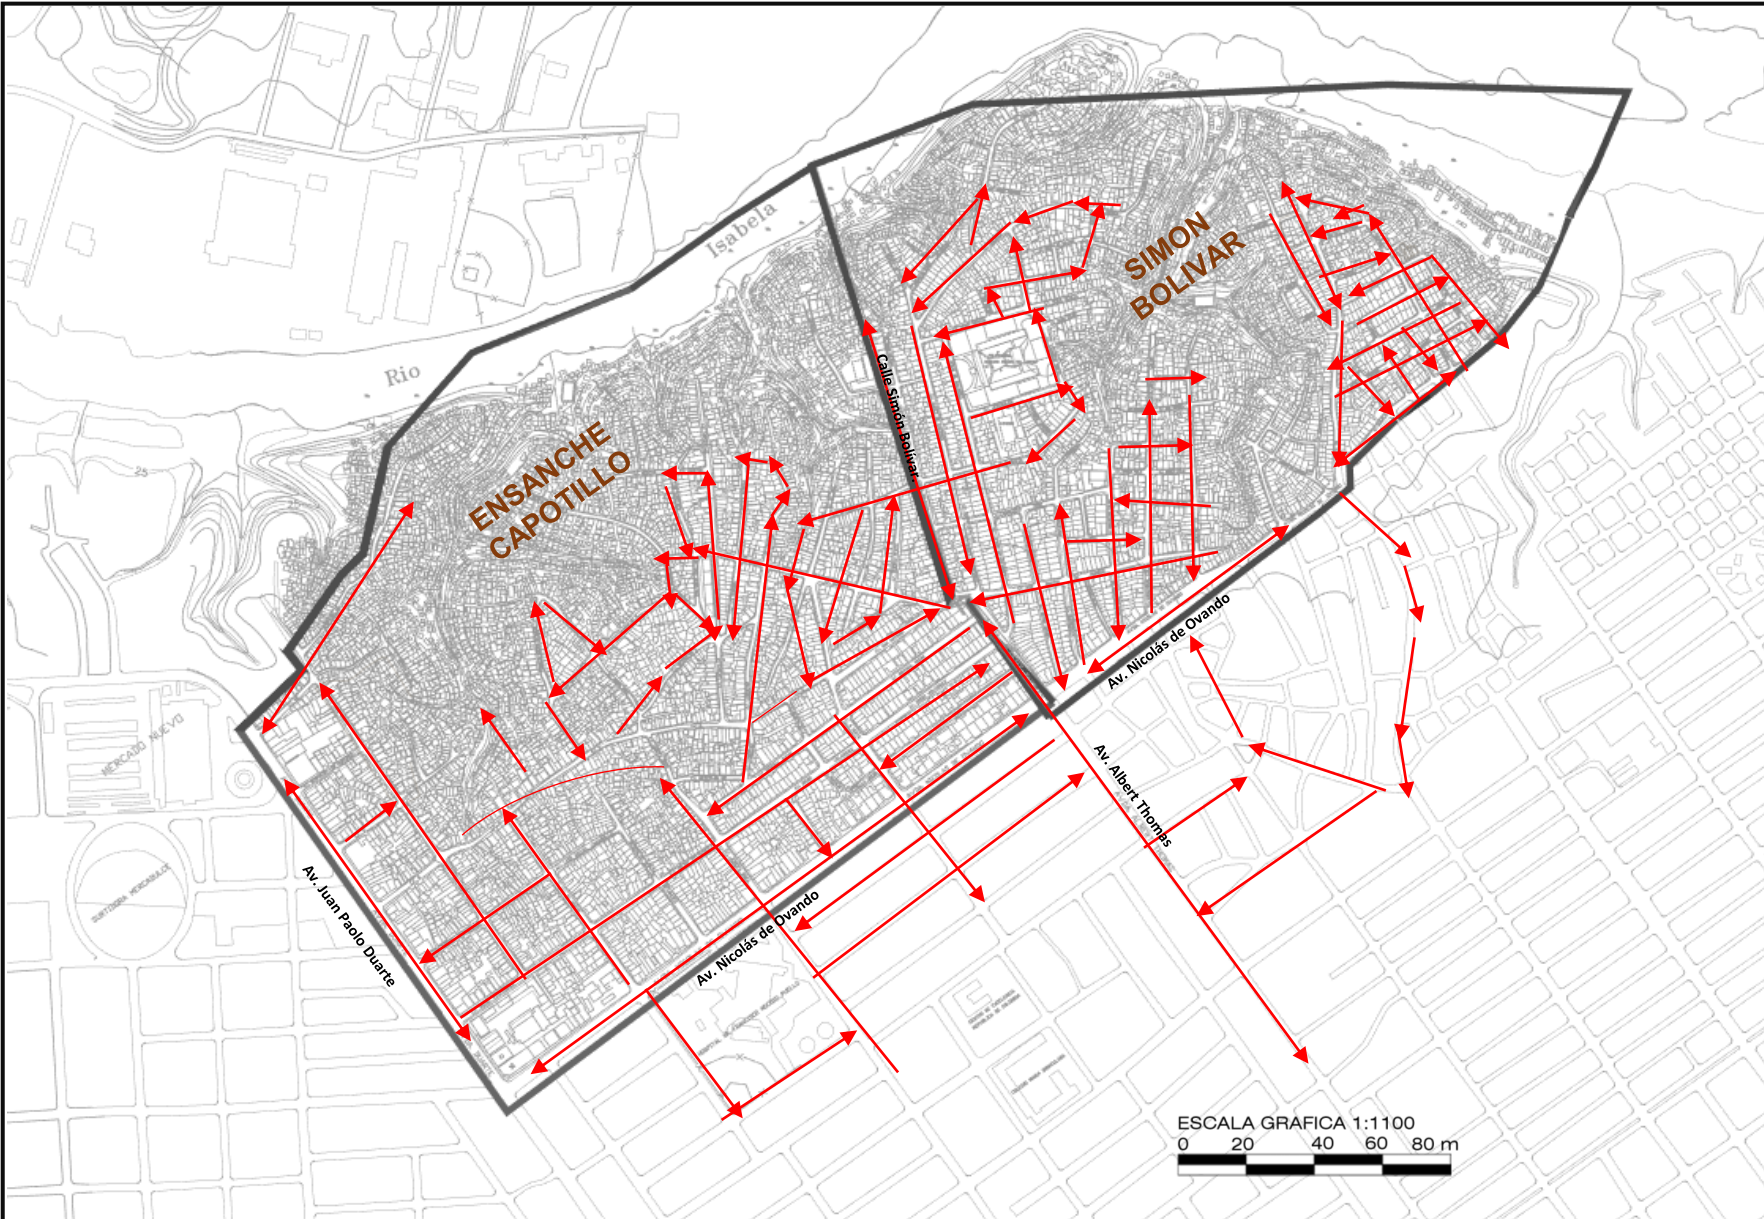 Isabela
Rio
SIMON
BOLIVAR
ENSANCHE
CAPOTILLO
Calle Simón Bolívar.
25
Av. Nicolás de Ovando
MERCADO NUEVO
Av. Albert Thomas
Av. Juan Paolo Duarte
Av. Nicolás de Ovando
ESCALA GRAFICA 1:1100
0 20 40 60 80 m